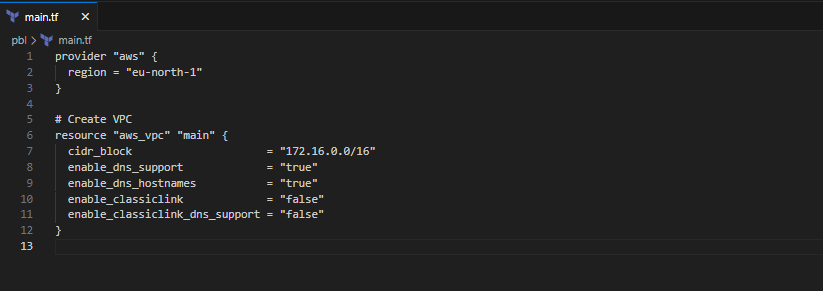 main.tf ×
pbl > main.tf
1 provider "aws" {
2   region = "eu-north-1"
3 }
4
5 # Create VPC
6 resource "aws_vpc" "main" {
7   cidr_block                     = "172.16.0.0/16"
8   enable_dns_support             = "true"
9   enable_dns_hostnames           = "true"
10   enable_classiclink             = "false"
11   enable_classiclink_dns_support = "false"
12 }
13